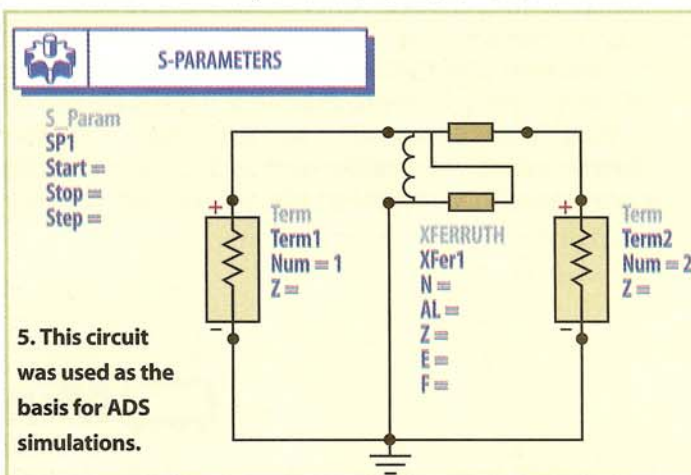 S-PARAMETERS
S_Param
SP1
Start =
Stop =
Step =
+
Term
Term1
Num = 1
Z =
–
XFERRUTH
XFer1
N =
AL =
Z =
E =
F =
+
Term
Term2
Num = 2
Z =
–
5. This circuit
was used as the
basis for ADS
simulations.